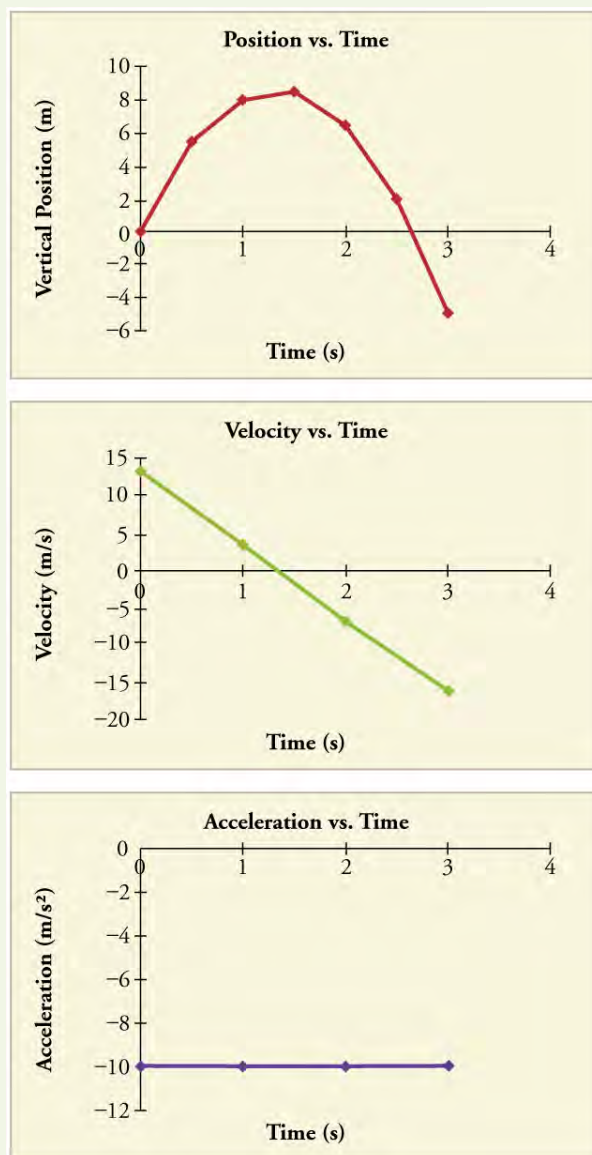 Position vs. Time
10
8
6
4
2
0
−2
−4
−6
0 1 2 3 4
Vertical Position (m)
Time (s)
Velocity vs. Time
15
10
5
0
−5
−10
−15
−20
0 1 2 3 4
Velocity (m/s)
Time (s)
Acceleration vs. Time
0
−2
−4
−6
−8
−10
−12
0 1 2 3 4
Acceleration (m/s²)
Time (s)